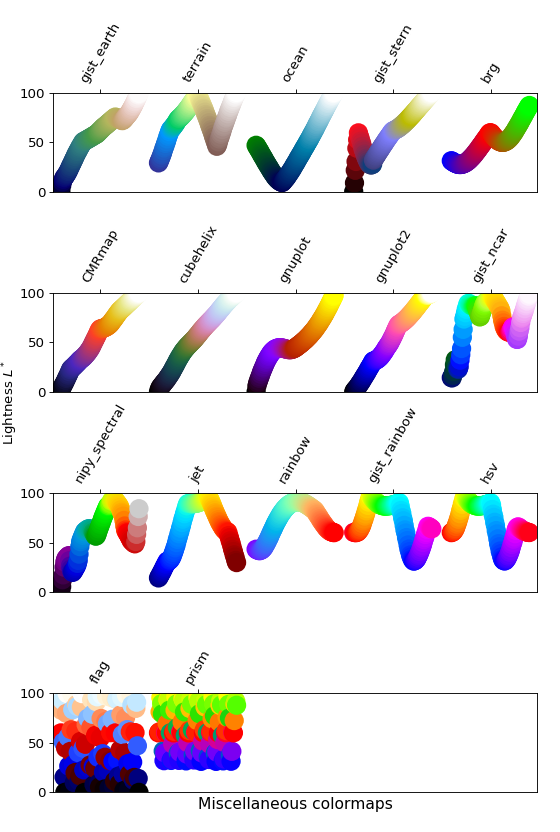 gist_earth terrain ocean gist_stern brg
100
50
0
CMRmap cubehelix gnuplot gnuplot2 gist_ncar
100
50
0
Lightness L*
nipy_spectral jet rainbow gist_rainbow hsv
100
50
0
flag prism
100
50
0
Miscellaneous colormaps